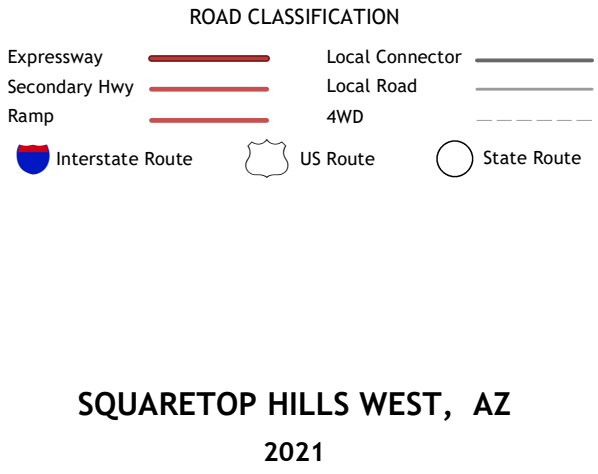 ROAD CLASSIFICATION
Expressway Local Connector
Secondary Hwy Local Road
Ramp 4WD
Interstate Route US Route State Route
SQUARETOP HILLS WEST, AZ
2021